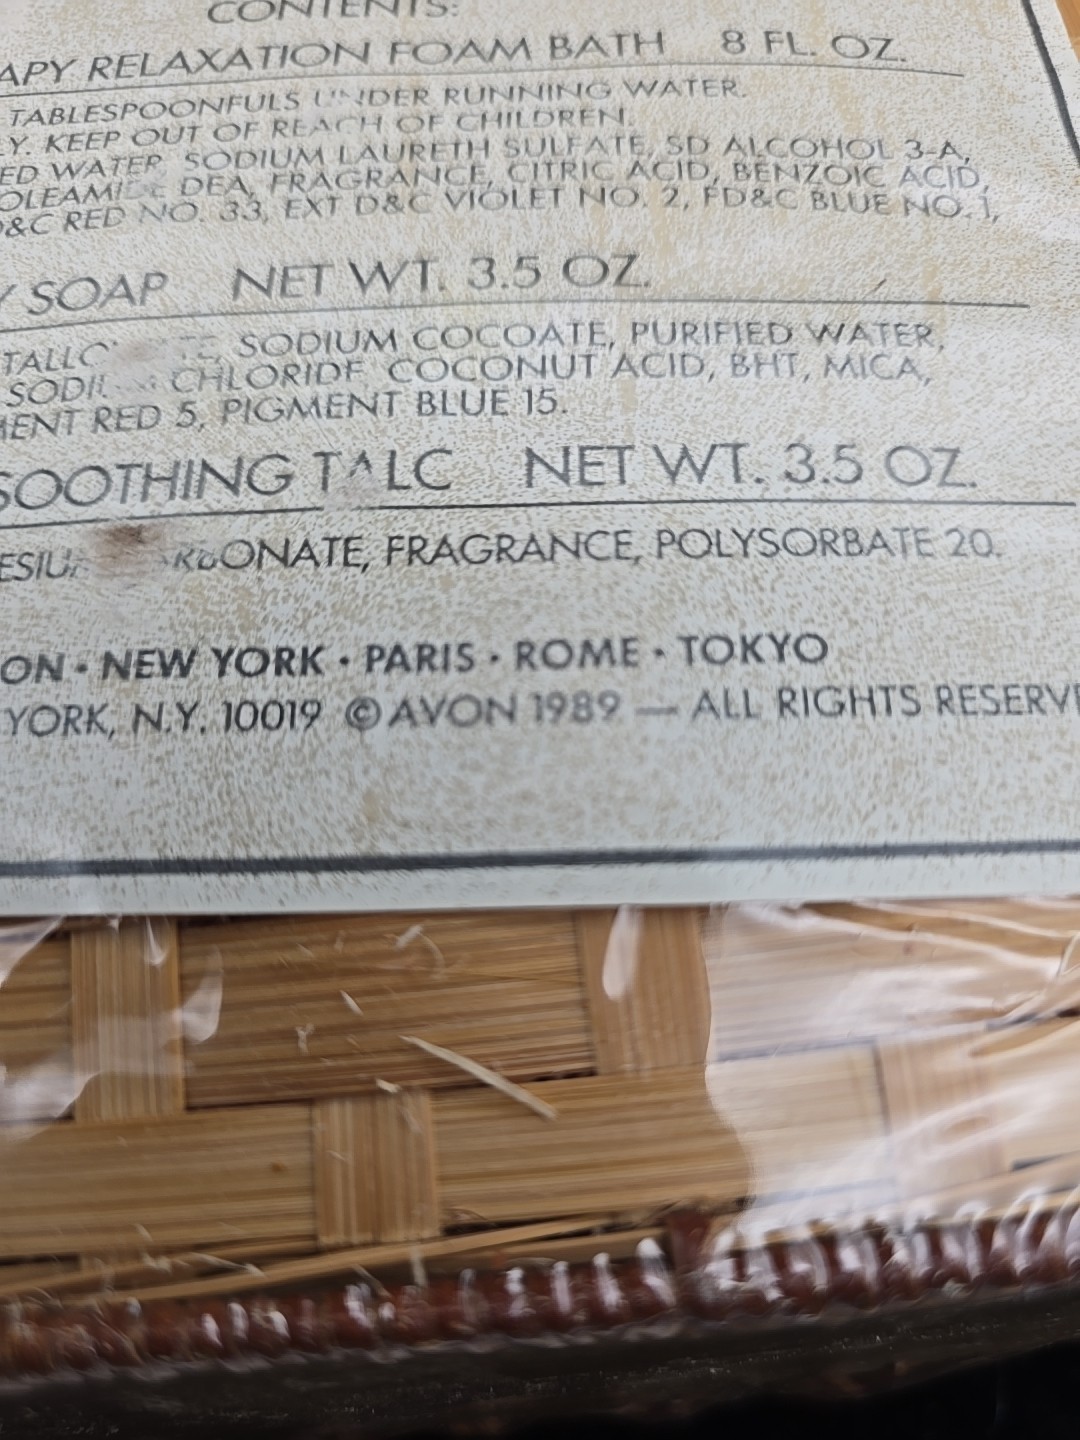 CONTENTS:
APY RELAXATION FOAM BATH 8 FL. OZ.
TABLESPOONFULS UNDER RUNNING WATER.
LY. KEEP OUT OF REACH OF CHILDREN.
ED WATER, SODIUM LAURETH SULFATE, SD ALCOHOL 3-A,
OLEAMIDE DEA, FRAGRANCE, CITRIC ACID, BENZOIC ACID,
D&C RED NO. 33, EXT D&C VIOLET NO. 2, FD&C BLUE NO. 1,
Y SOAP NET WT. 3.5 OZ.
SODIUM COCOATE, PURIFIED WATER,
SODIUM CHLORIDE, COCONUT ACID, BHT, MICA,
MENT RED 5, PIGMENT BLUE 15.
SOOTHING TALC NET WT. 3.5 OZ.
FRAGRANCE, POLYSORBATE 20.
ON · NEW YORK · PARIS · ROME · TOKYO
YORK, N.Y. 10019 © AVON 1989 — ALL RIGHTS RESERVE